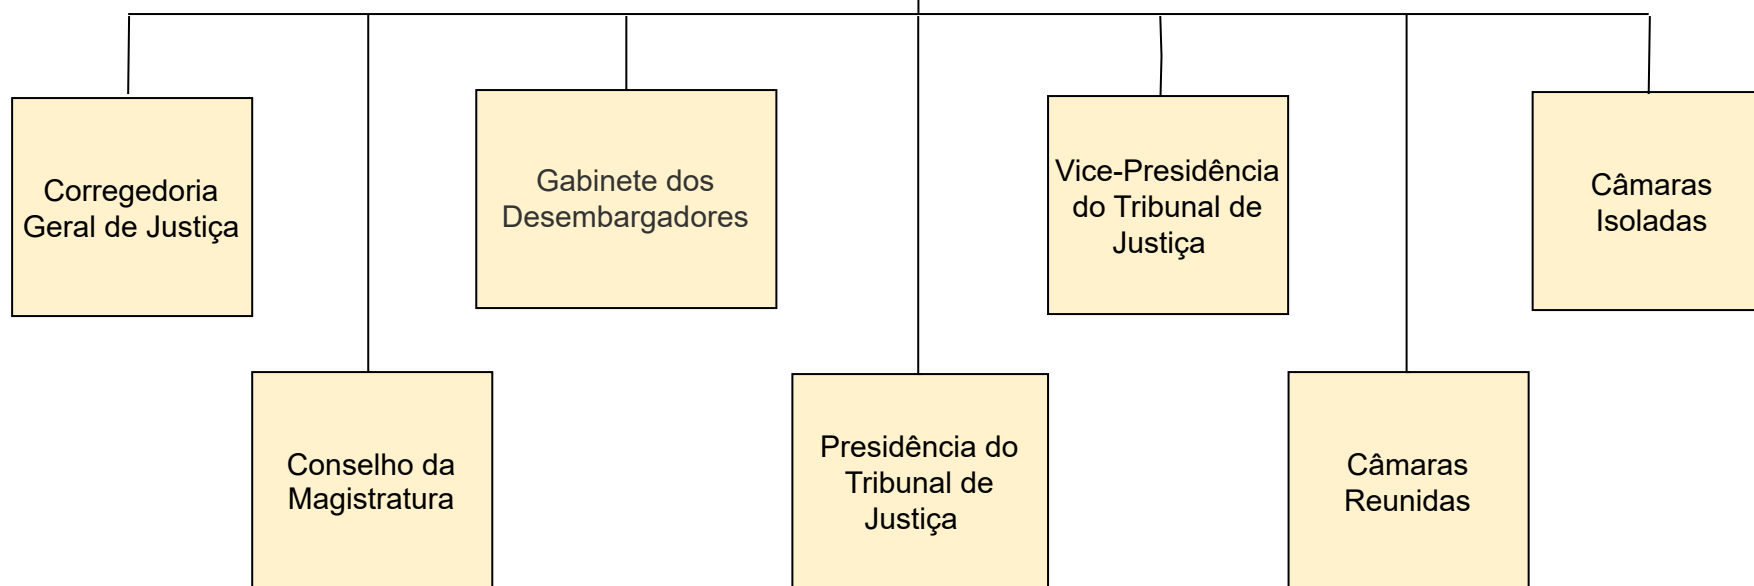 Corregedoria
Geral de Justiça
Gabinete dos
Desembargadores
Vice-Presidência
do Tribunal de
Justiça
Câmaras
Isoladas
Conselho da
Magistratura
Presidência do
Tribunal de
Justiça
Câmaras
Reunidas